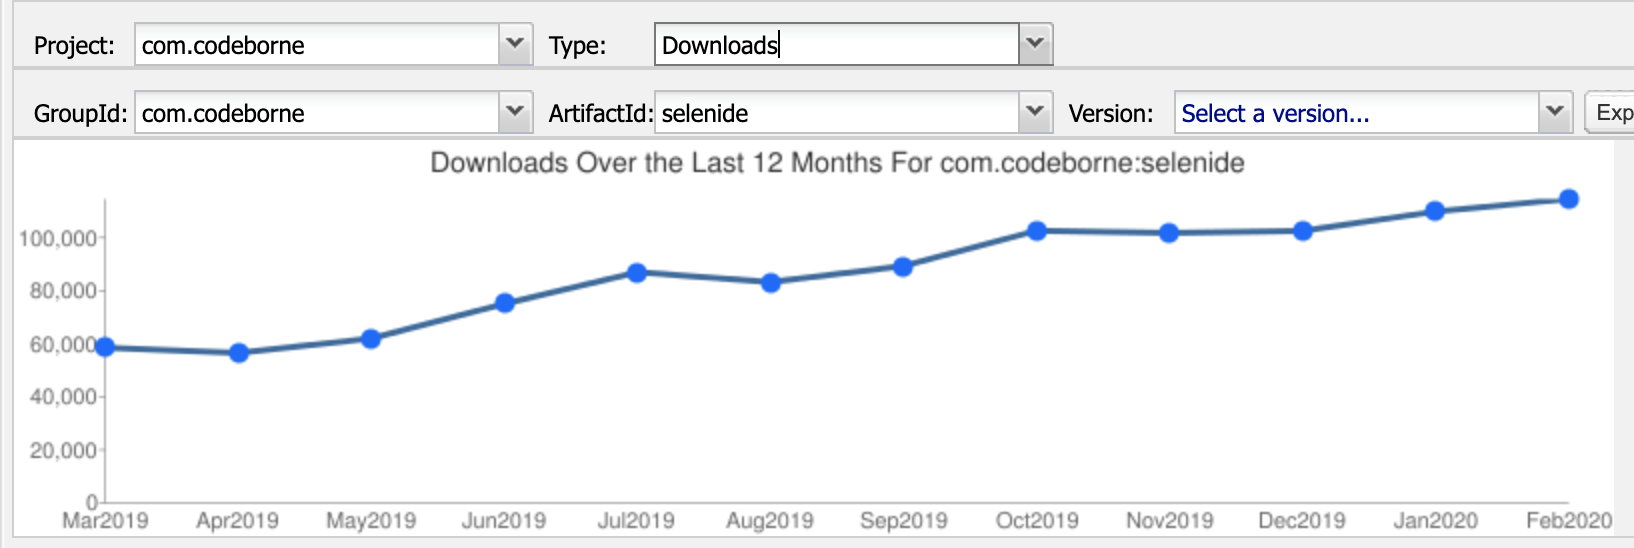 Project: com.codeborne Type: Downloads
GroupId: com.codeborne ArtifactId: selenide Version: Select a version... Exp
Downloads Over the Last 12 Months For com.codeborne:selenide
100,000
80,000
60,000
40,000
20,000
0
Mar2019 Apr2019 May2019 Jun2019 Jul2019 Aug2019 Sep2019 Oct2019 Nov2019 Dec2019 Jan2020 Feb2020